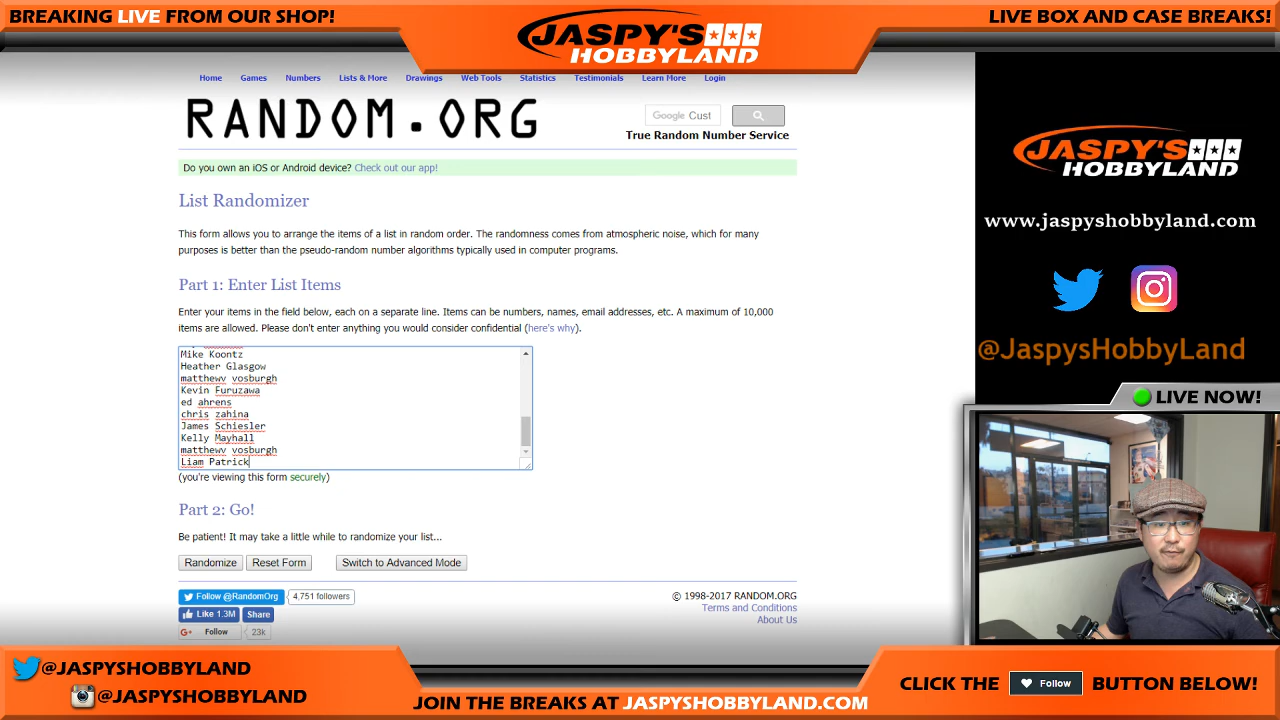 BREAKING LIVE FROM OUR SHOP!
JASPY'S
HOBBYLAND
LIVE BOX AND CASE BREAKS!
Home Games Numbers Lists & More Drawings Web Tools Statistics Testimonials Learn More Login
RANDOM.ORG
Google Cust
True Random Number Service
Do you own an iOS or Android device? Check out our app!
List Randomizer
This form allows you to arrange the items of a list in random order. The randomness comes from atmospheric noise, which for many
purposes is better than the pseudo-random number algorithms typically used in computer programs.
Part 1: Enter List Items
Enter your items in the field below, each on a separate line. Items can be numbers, names, email addresses, etc. A maximum of 10,000
items are allowed. Please don't enter anything you would consider confidential (here's why).
Mike Koontz
Heather Glasgow
matthewv vosburgh
Kevin Furuzawa
ed ahrens
chris zahina
James Schiesler
Kelly Mayhall
matthewv vosburgh
Liam Patrick
(you're viewing this form securely)
Part 2: Go!
Be patient! It may take a little while to randomize your list...
Randomize Reset Form Switch to Advanced Mode
Follow @RandomOrg 4,751 followers
Like 1.3M Share
G+ Follow 23k
© 1998-2017 RANDOM.ORG
Terms and Conditions
About Us
JASPY'S
HOBBYLAND
www.jaspyshobbyland.com
@JaspysHobbyLand
LIVE NOW!
@JASPYSHOBBYLAND
@JASPYSHOBBYLAND
JOIN THE BREAKS AT JASPYSHOBBYLAND.COM
CLICK THE Follow BUTTON BELOW!